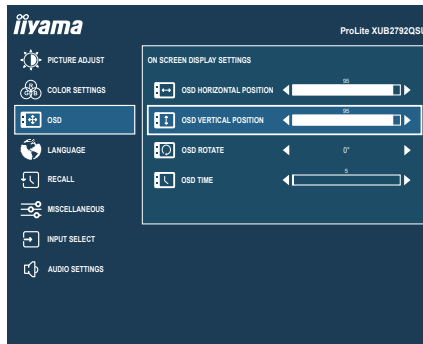 iiyama
ProLite XUB2792QSU
PICTURE ADJUST
COLOR SETTINGS
OSD
LANGUAGE
RECALL
MISCELLANEOUS
INPUT SELECT
AUDIO SETTINGS
ON SCREEN DISPLAY SETTINGS
OSD HORIZONTAL POSITION 95
OSD VERTICAL POSITION 95
OSD ROTATE 0°
OSD TIME 5